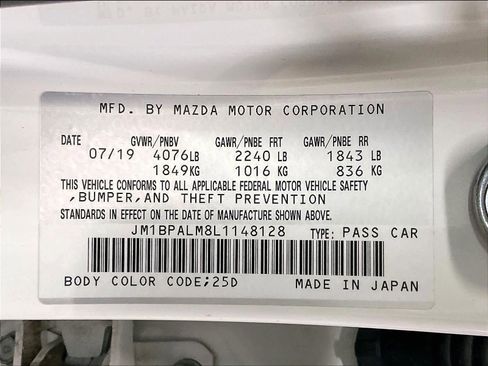 MFD. BY MAZDA MOTOR CORPORATION
DATE GVWR/PNBV GAWR/PNBE FRT GAWR/PNBE RR
07/19 4076LB 2240 LB 1843 LB
1849KG 1016 KG 836 KG
THIS VEHICLE CONFORMS TO ALL APPLICABLE FEDERAL MOTOR VEHICLE SAFETY
,BUMPER,AND THEFT PREVENTION
STANDARDS IN EFFECT ON THE DATE OF MANUFACTURE SHOWN ABOVE.
JM1BPALM8L1148128 TYPE: PASS CAR
BODY COLOR CODE;25D MADE IN JAPAN